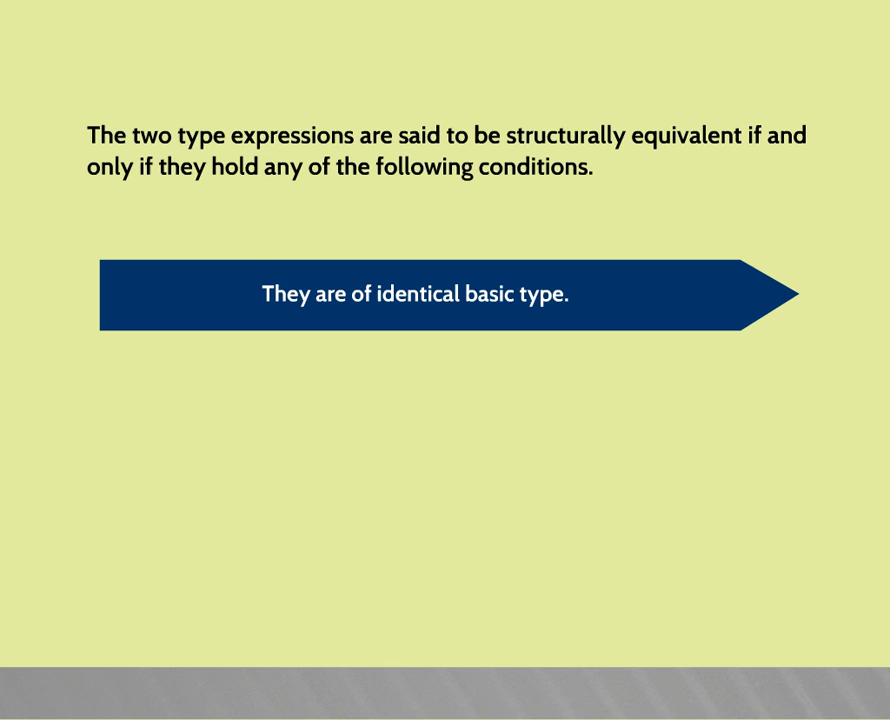 The two type expressions are said to be structurally equivalent if and
only if they hold any of the following conditions.
They are of identical basic type.